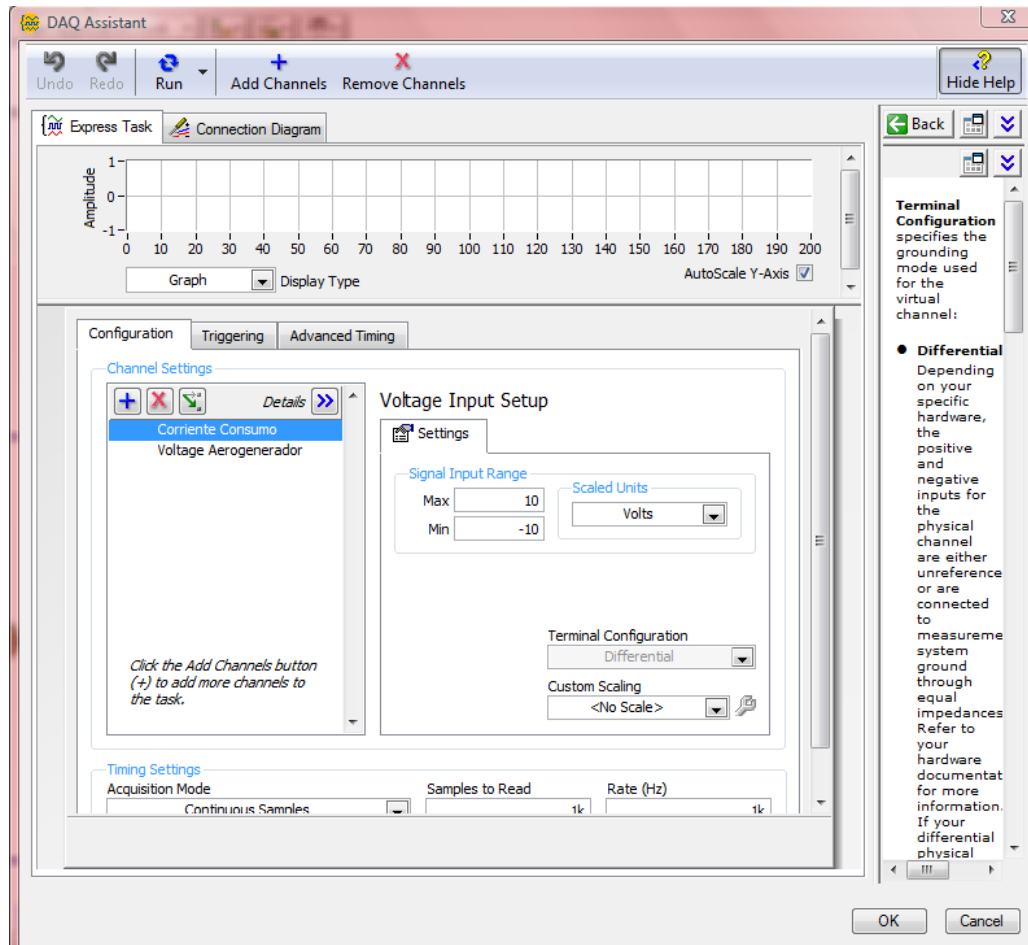 DAQ Assistant
Undo Redo Run Add Channels Remove Channels Hide Help
Express Task Connection Diagram
Back
Amplitude
1
0
-1
0 10 20 30 40 50 60 70 80 90 100 110 120 130 140 150 160 170 180 190 200
Graph Display Type AutoScale Y-Axis
Configuration Triggering Advanced Timing
Channel Settings
Details
Corriente Consumo
Voltage Aerogenerador
Click the Add Channels button
(+) to add more channels to
the task.
Voltage Input Setup
Settings
Signal Input Range
Max 10
Min -10
Scaled Units
Volts
Terminal Configuration
Differential
Custom Scaling
<No Scale>
Timing Settings
Acquisition Mode Samples to Read Rate (Hz)
Continuous Samples 1k 1k
Terminal
Configuration
specifies the
grounding
mode used
for the
virtual
channel:
● Differential
Depending
on your
specific
hardware,
the
positive
and
negative
inputs for
the
physical
channel
are either
unreference
or are
connected
to
measureme
system
ground
through
equal
impedances
Refer to
your
hardware
documentat
for more
information.
If your
differential
physical
OK Cancel